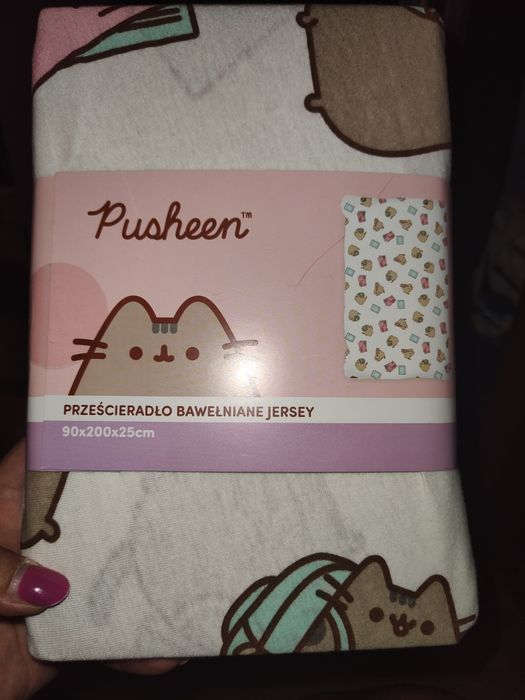 Pusheen™
PRZEŚCIERADŁO BAWEŁNIANE JERSEY
90x200x25cm